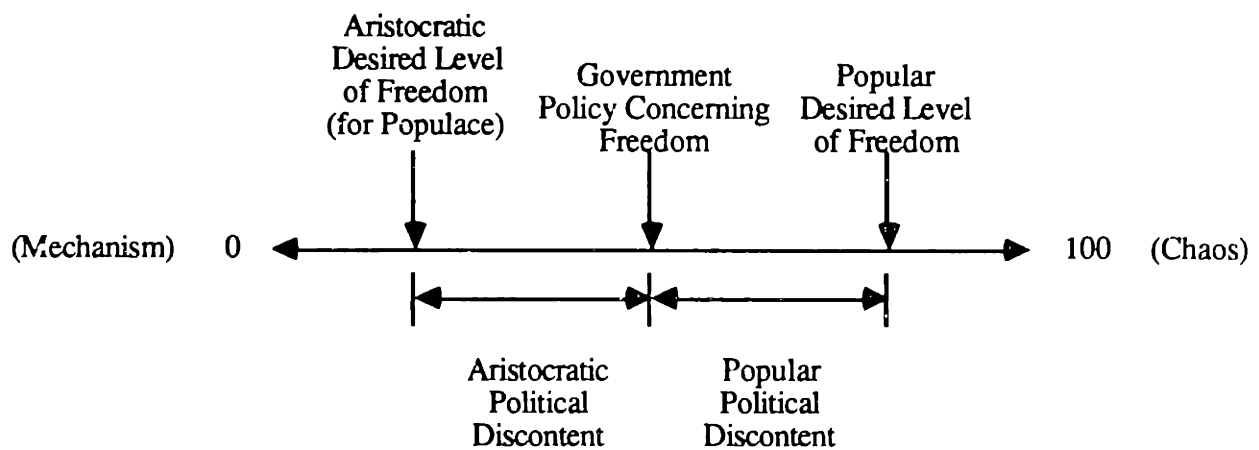 Aristocratic
Desired Level
of Freedom
(for Populace)
Government
Policy Concerning
Freedom
Popular
Desired Level
of Freedom
(Mechanism) 0 100 (Chaos)
Aristocratic
Political
Discontent
Popular
Political
Discontent